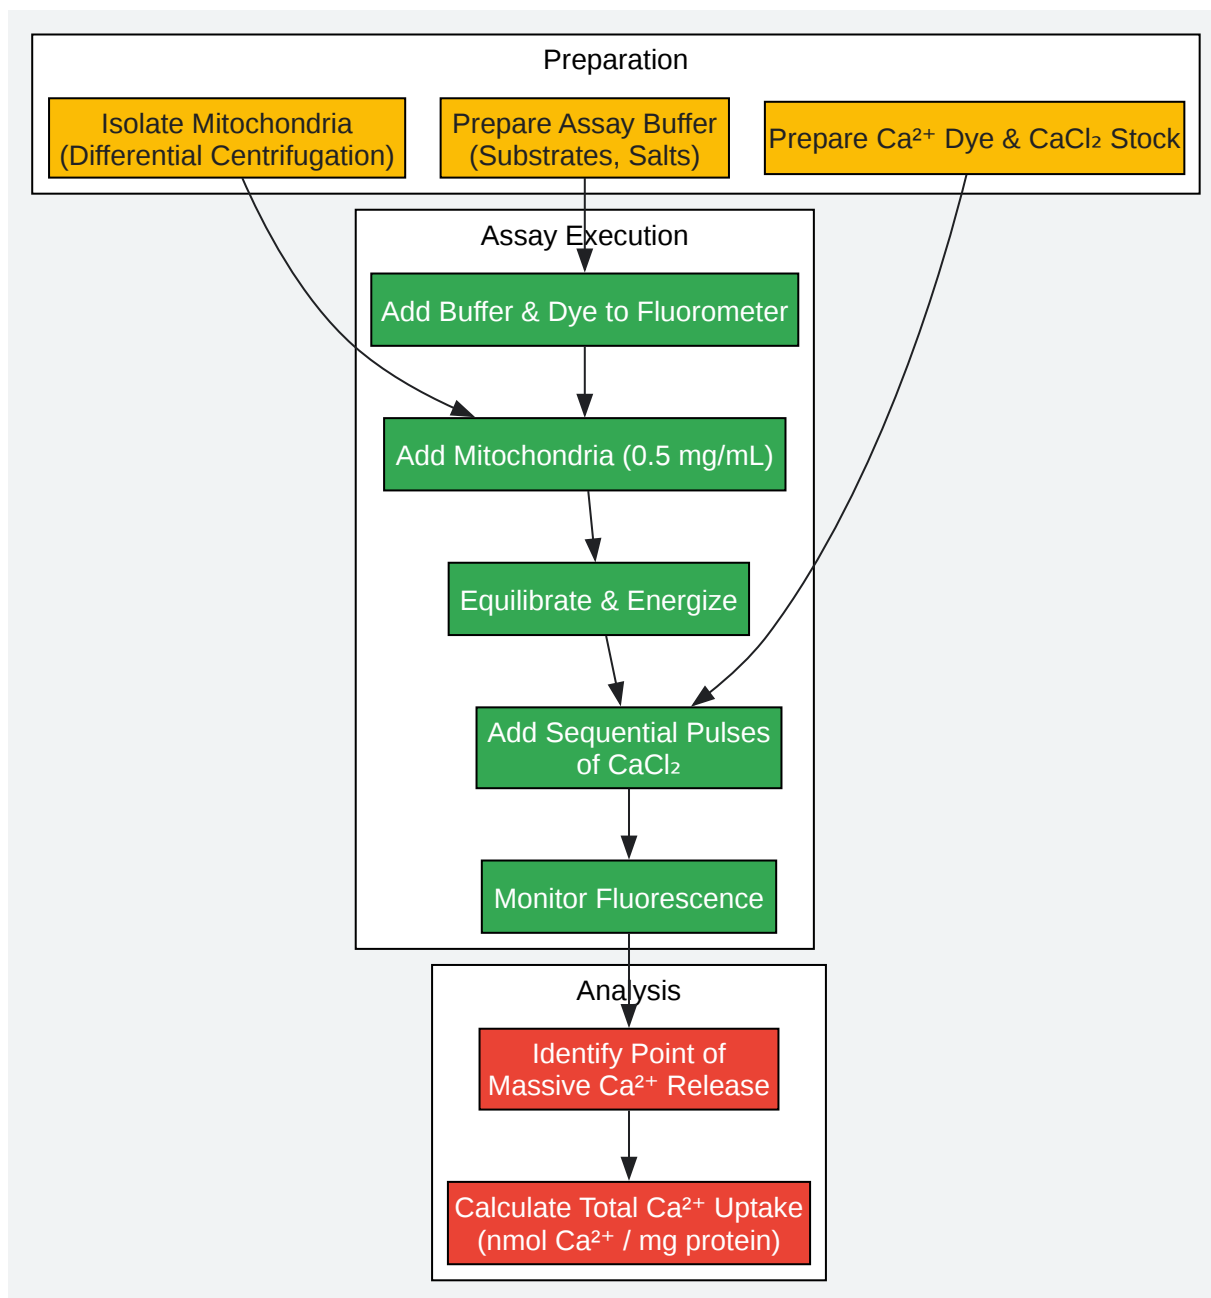 Preparation
Isolate Mitochondria
(Differential Centrifugation)
Prepare Assay Buffer
(Substrates, Salts)
Prepare Ca²⁺ Dye & CaCl₂ Stock
Assay Execution
Add Buffer & Dye to Fluorometer
Add Mitochondria (0.5 mg/mL)
Equilibrate & Energize
Add Sequential Pulses
of CaCl₂
Monitor Fluorescence
Analysis
Identify Point of
Massive Ca²⁺ Release
Calculate Total Ca²⁺ Uptake
(nmol Ca²⁺ / mg protein)